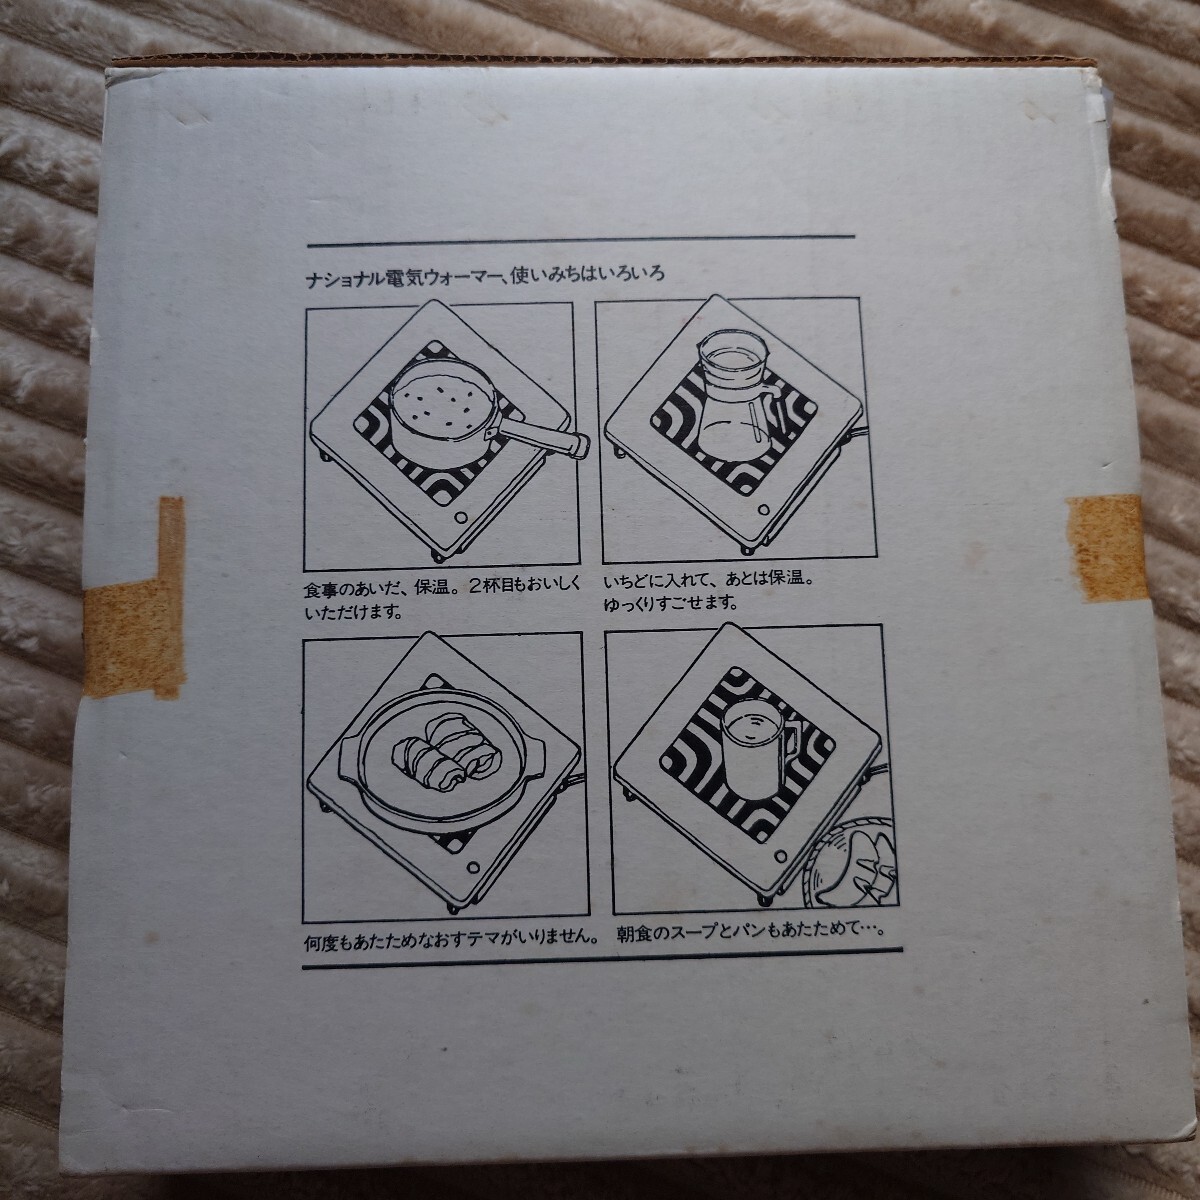 ナショナル電気ウォーマー、使いみちはいろいろ
食事のあいだ、保温。2杯目もおいしく
いただけます。
いちどに入れて、あとは保温。
ゆっくりすごせます。
何度もあたためなおすテマがいりません。
朝食のスープとパンもあたためて…。